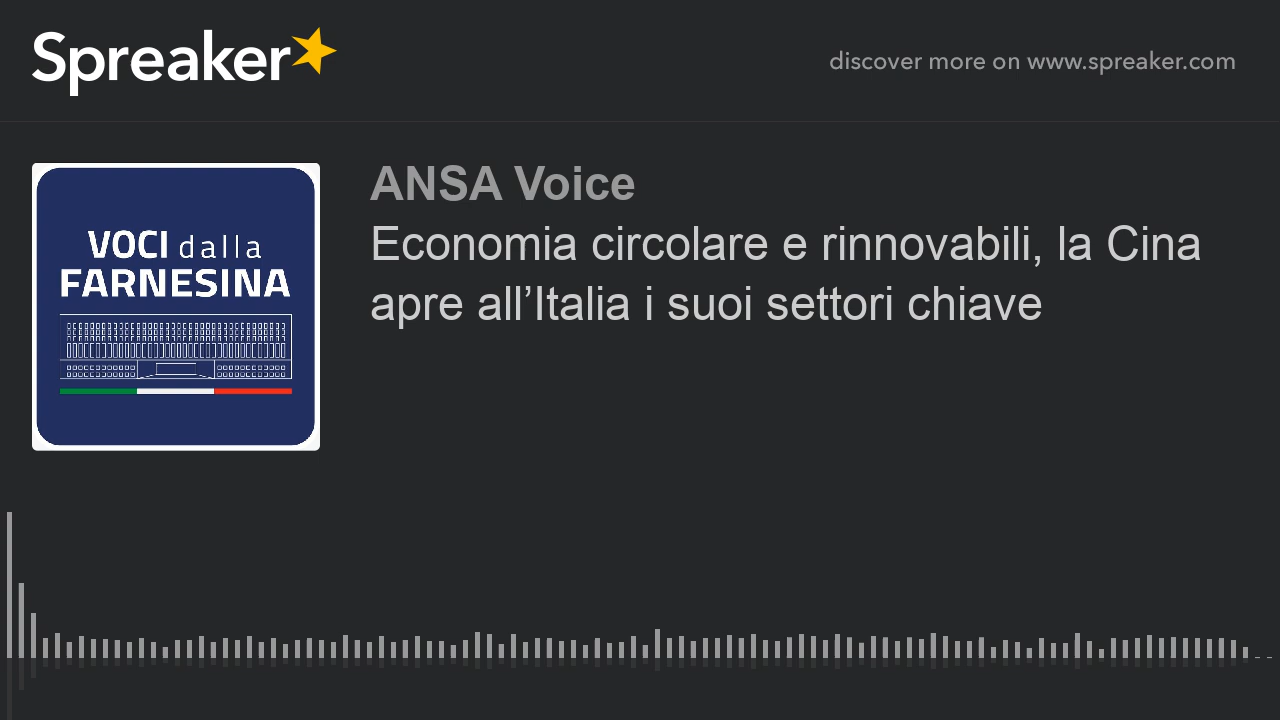 Spreaker
discover more on www.spreaker.com
VOCI dalla
FARNESINA
ANSA Voice
Economia circolare e rinnovabili, la Cina
apre all’Italia i suoi settori chiave